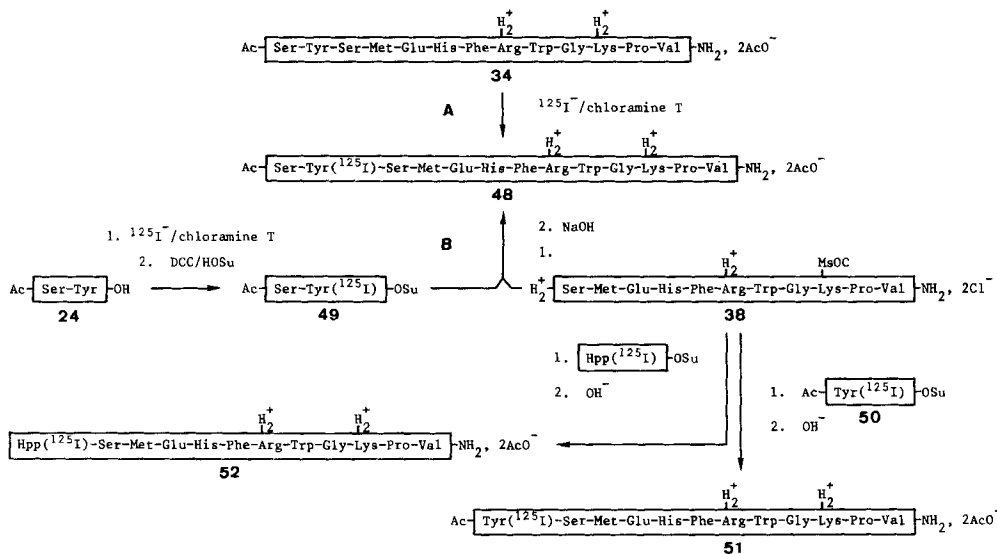 H₂⁺ H₂⁺
Ac-Ser-Tyr-Ser-Met-Glu-His-Phe-Arg-Trp-Gly-Lys-Pro-Val-NH₂, 2AcO⁻
34
A ¹²⁵I⁻/chloramine T
H₂⁺ H₂⁺
Ac-Ser-Tyr(¹²⁵I)-Ser-Met-Glu-His-Phe-Arg-Trp-Gly-Lys-Pro-Val-NH₂, 2AcO⁻
48
1. ¹²⁵I⁻/chloramine T
2. DCC/HOSu
B
2. NaOH
1.
H₂⁺ MsOC
Ac-Ser-Tyr-OH
24
Ac-Ser-Tyr(¹²⁵I)-OSu
49
H₂⁺-Ser-Met-Glu-His-Phe-Arg-Trp-Gly-Lys-Pro-Val-NH₂, 2Cl⁻
38
1. Hpp(¹²⁵I)-OSu
2. OH⁻
1. Ac-Tyr(¹²⁵I)-OSu
50
2. OH⁻
H₂⁺ H₂⁺
Hpp(¹²⁵I)-Ser-Met-Glu-His-Phe-Arg-Trp-Gly-Lys-Pro-Val-NH₂, 2AcO⁻
52
H₂⁺ H₂⁺
Ac-Tyr(¹²⁵I)-Ser-Met-Glu-His-Phe-Arg-Trp-Gly-Lys-Pro-Val-NH₂, 2AcO⁻
51